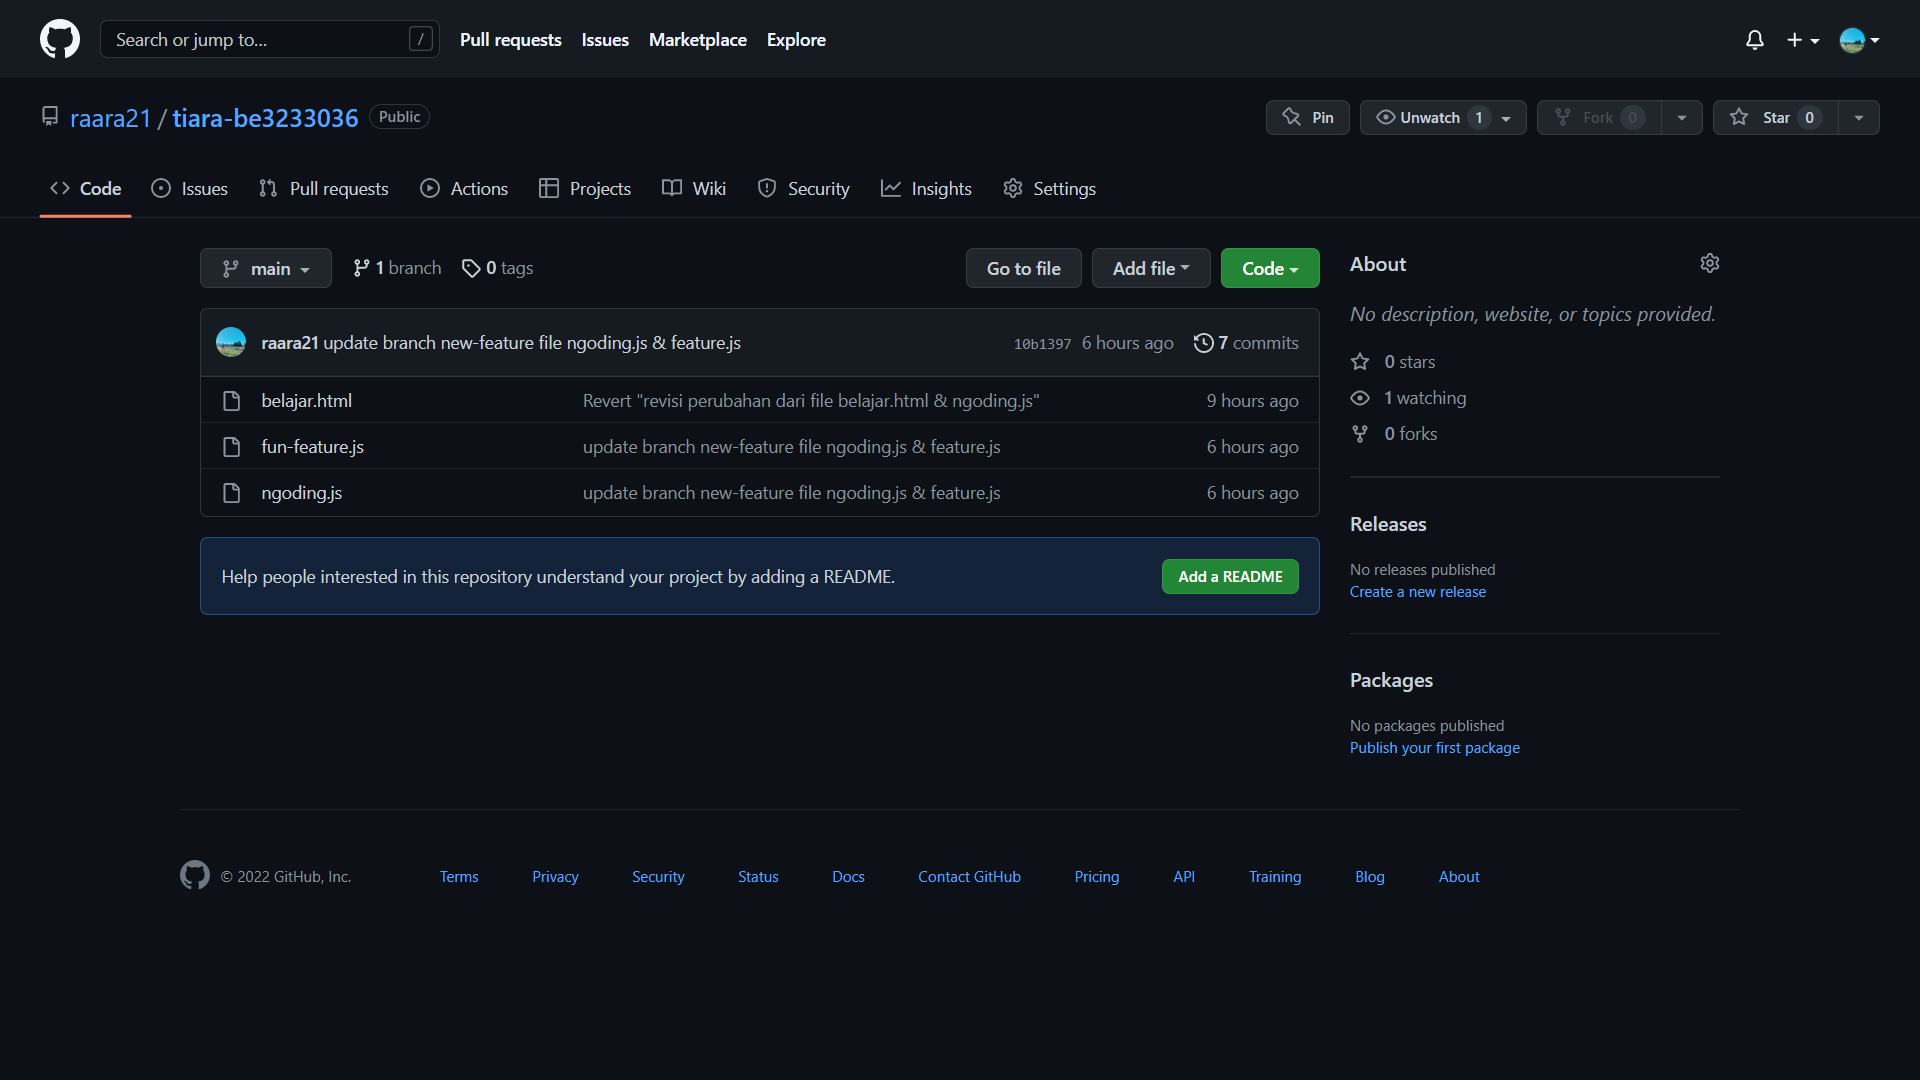 Search or jump to... /
Pull requests Issues Marketplace Explore
raara21 / tiara-be3233036 Public
Pin Unwatch 1 Fork 0 Star 0
Code Issues Pull requests Actions Projects Wiki Security Insights Settings
main 1 branch 0 tags Go to file Add file Code
raara21 update branch new-feature file ngoding.js & feature.js 10b1397 6 hours ago 7 commits
belajar.html Revert "revisi perubahan dari file belajar.html & ngoding.js" 9 hours ago
fun-feature.js update branch new-feature file ngoding.js & feature.js 6 hours ago
ngoding.js update branch new-feature file ngoding.js & feature.js 6 hours ago
Help people interested in this repository understand your project by adding a README. Add a README
About
No description, website, or topics provided.
0 stars
1 watching
0 forks
Releases
No releases published
Create a new release
Packages
No packages published
Publish your first package
© 2022 GitHub, Inc. Terms Privacy Security Status Docs Contact GitHub Pricing API Training Blog About